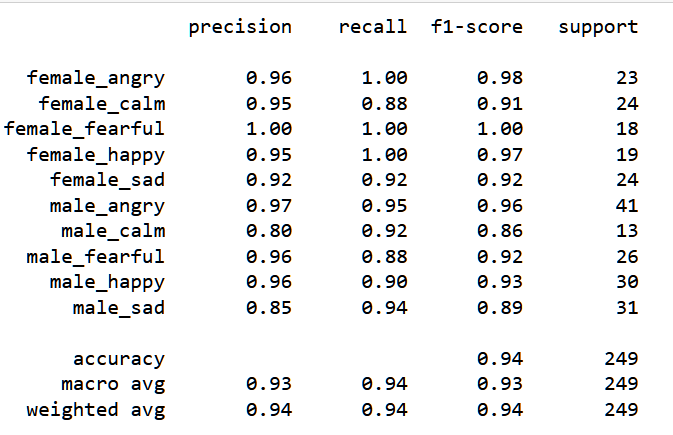 precision recall f1-score support
female_angry 0.96 1.00 0.98 23
female_calm 0.95 0.88 0.91 24
female_fearful 1.00 1.00 1.00 18
female_happy 0.95 1.00 0.97 19
female_sad 0.92 0.92 0.92 24
male_angry 0.97 0.95 0.96 41
male_calm 0.80 0.92 0.86 13
male_fearful 0.96 0.88 0.92 26
male_happy 0.96 0.90 0.93 30
male_sad 0.85 0.94 0.89 31
accuracy 0.94 249
macro avg 0.93 0.94 0.93 249
weighted avg 0.94 0.94 0.94 249